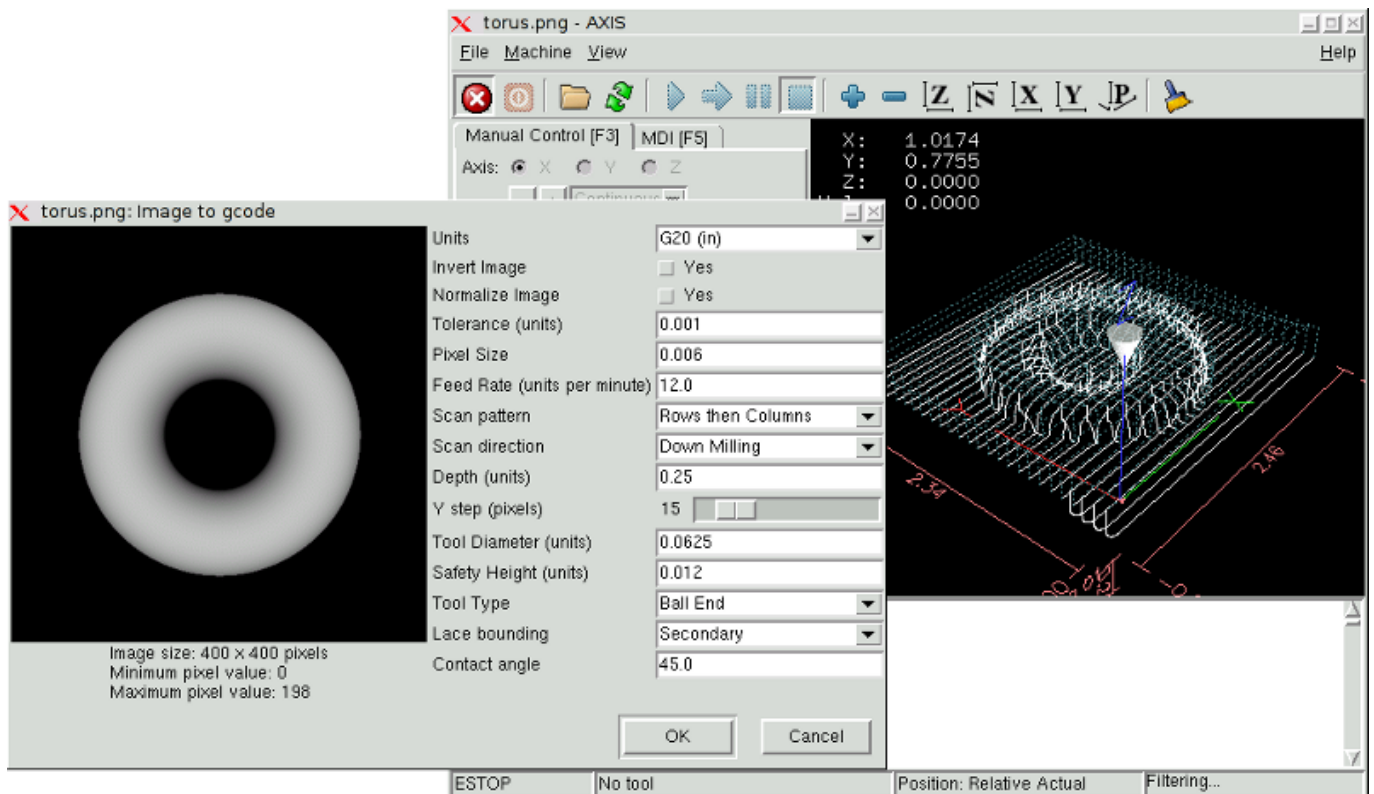 torus.png - AXIS
File Machine View Help
Z N X Y P
Manual Control [F3] MDI [F5]
Axis: X Y Z
Continuous
X: 1.0174
Y: 0.7755
Z: 0.0000
0.0000
torus.png: Image to gcode
Units G20 (in)
Invert Image Yes
Normalize Image Yes
Tolerance (units) 0.001
Pixel Size 0.006
Feed Rate (units per minute) 12.0
Scan pattern Rows then Columns
Scan direction Down Milling
Depth (units) 0.25
Y step (pixels) 15
Tool Diameter (units) 0.0625
Safety Height (units) 0.012
Tool Type Ball End
Lace bounding Secondary
Contact angle 45.0
Image size: 400 x 400 pixels
Minimum pixel value: 0
Maximum pixel value: 198
OK Cancel
Y X
2.34 2.46
ESTOP No tool Position: Relative Actual Filtering...